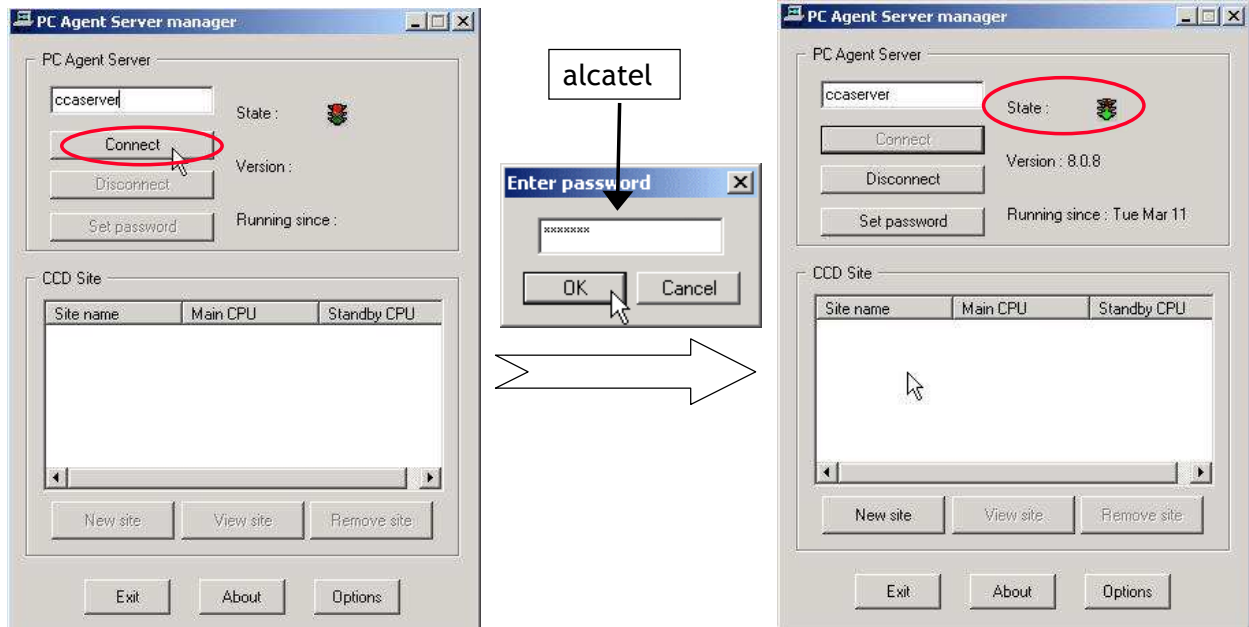 PC Agent Server manager
PC Agent Server
ccaserver
State :
Connect
Version :
Disconnect
Running since :
Set password
CCD Site
Site name Main CPU Standby CPU
New site View site Remove site
Exit About Options
alcatel
Enter password
×××××××
OK Cancel
PC Agent Server manager
PC Agent Server
ccaserver
State :
Connect
Version : 8.0.8
Disconnect
Running since : Tue Mar 11
Set password
CCD Site
Site name Main CPU Standby CPU
New site View site Remove site
Exit About Options